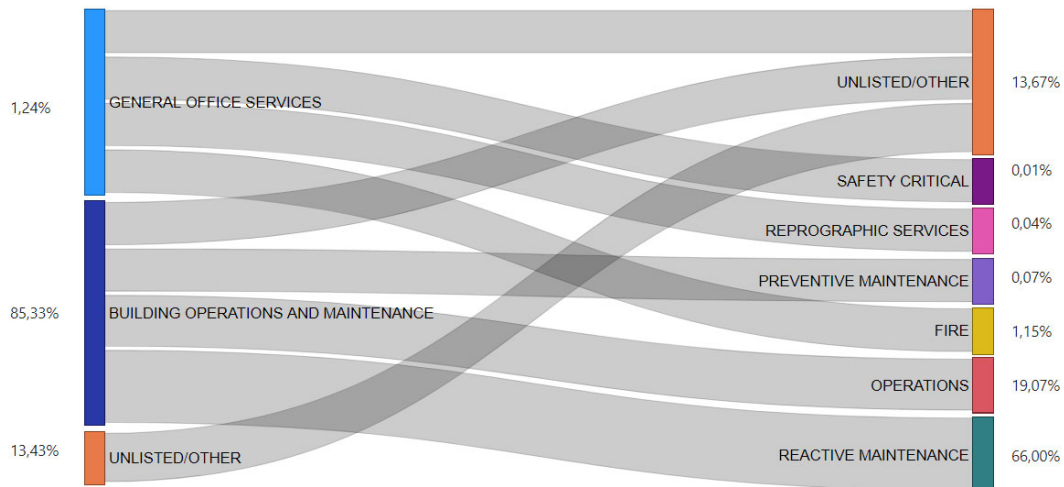 1,24%
GENERAL OFFICE SERVICES
85,33%
BUILDING OPERATIONS AND MAINTENANCE
13,43%
UNLISTED/OTHER
UNLISTED/OTHER
13,67%
SAFETY CRITICAL
0,01%
REPROGRAPHIC SERVICES
0,04%
PREVENTIVE MAINTENANCE
0,07%
FIRE
1,15%
OPERATIONS
19,07%
REACTIVE MAINTENANCE
66,00%